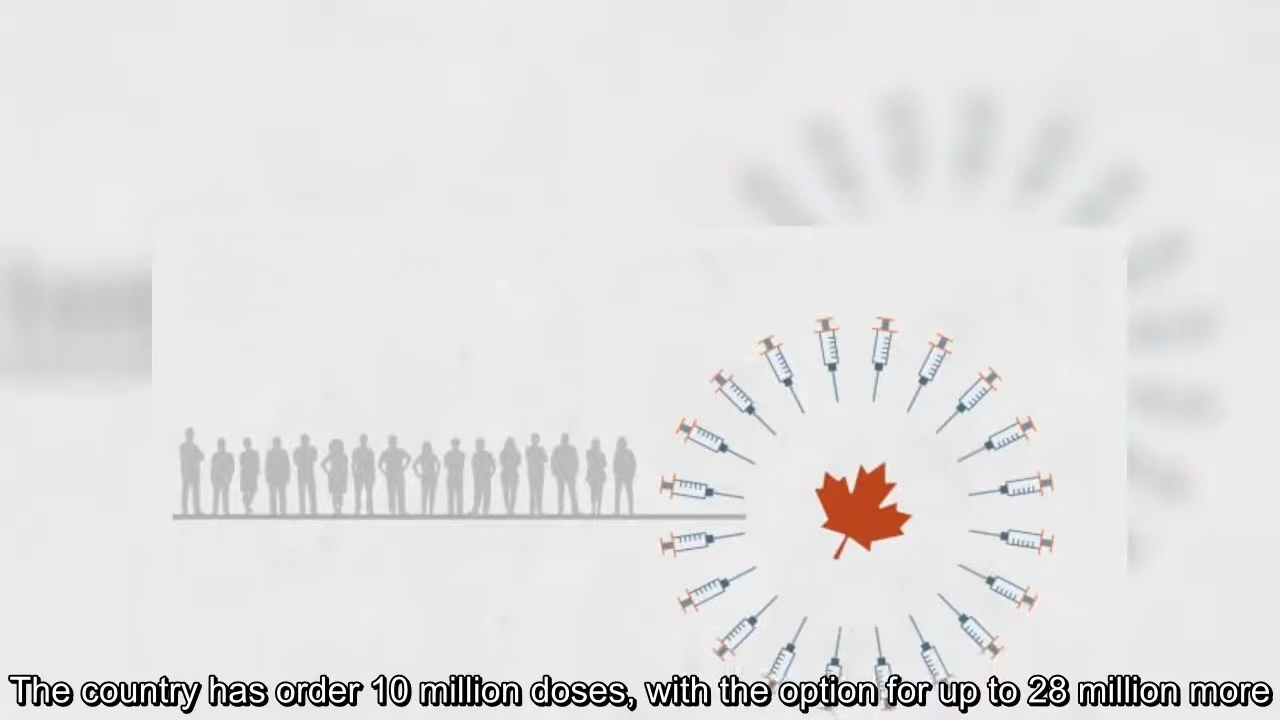 The country has order 10 million doses, with the option for up to 28 million more